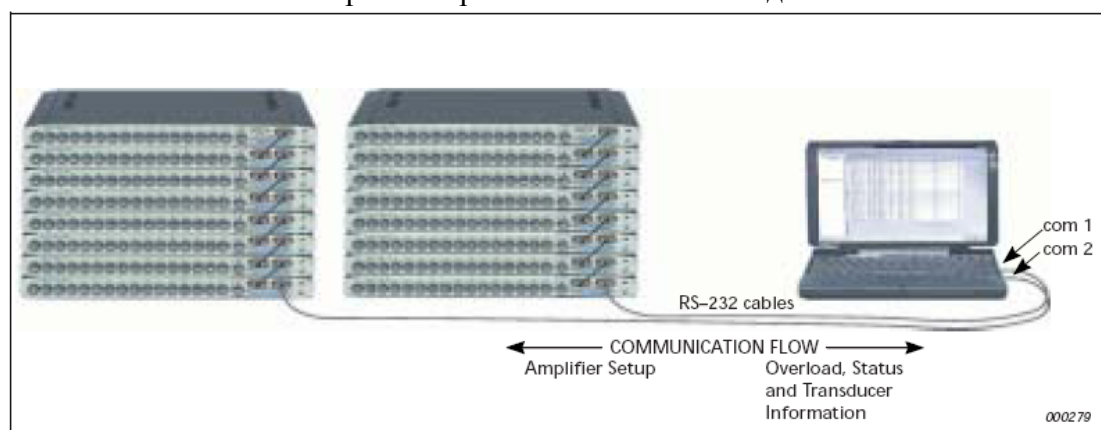 com 1
com 2
RS–232 cables
COMMUNICATION FLOW
Amplifier Setup
Overload, Status
and Transducer
Information
000279